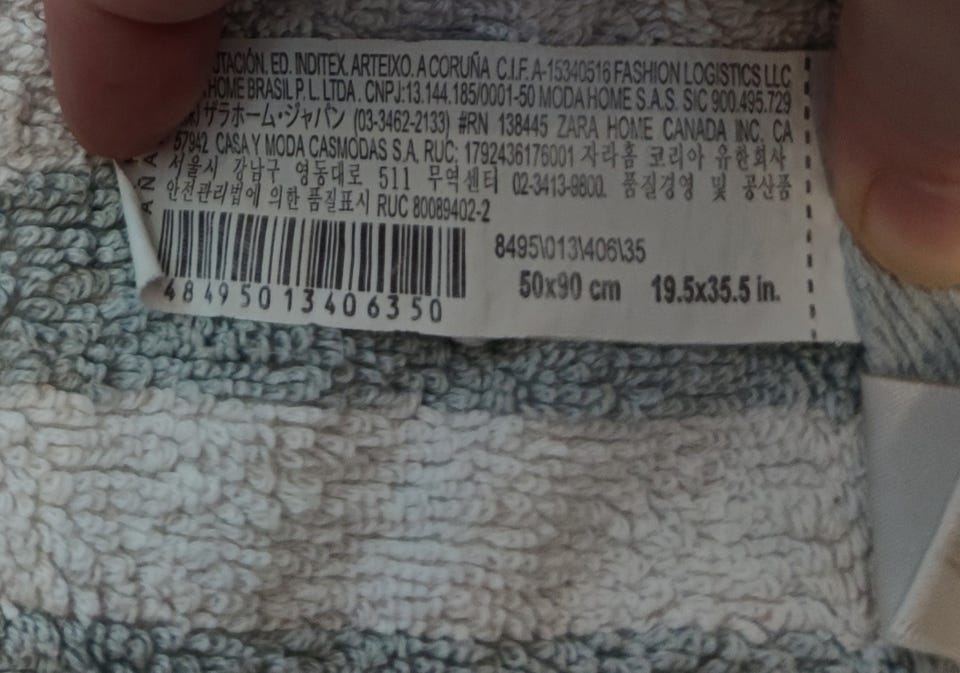 UTACIÓN, ED. INDITEX, ARTEIXO, A CORUÑA C.I.F. A-15340516 FASHION LOGISTICS LLC
HOME BRASIL P. L. LTDA. CNPJ:13.144.185/0001-50 MODA HOME S.A.S. SIC 900.495.729
ザラホーム・ジャパン (03-3462-2133) #RN 138445 ZARA HOME CANADA INC. CA
57942 CASA Y MODA CASMODAS S.A. RUC: 1792436176001 자라홈 코리아 유한회사
서울시 강남구 영동대로 511 무역센터 02-3413-9800. 품질경영 및 공산품
안전관리법에 의한 품질표시 RUC 80089402-2
8495\013\406\35
50x90 cm 19.5x35.5 in.
48495013406350